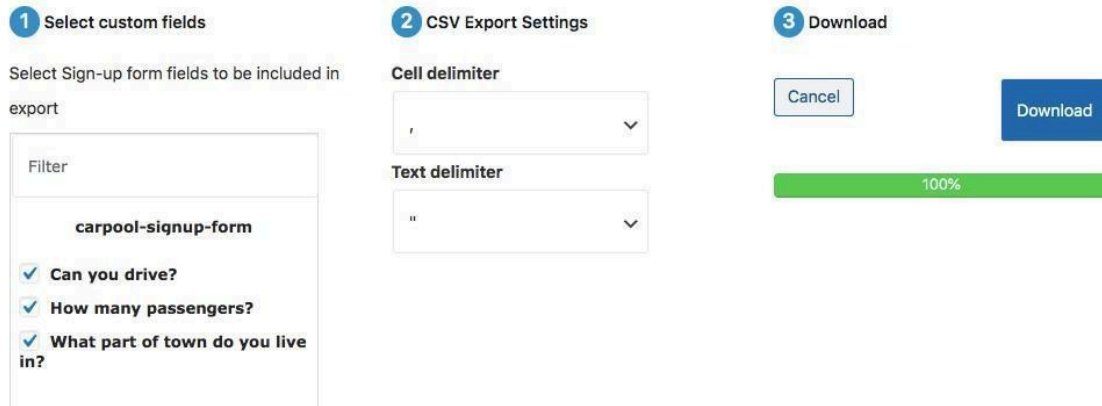 1 Select custom fields
Select Sign-up form fields to be included in
export
Filter
carpool-signup-form
Can you drive?
How many passengers?
What part of town do you live
in?
2 CSV Export Settings
Cell delimiter
,
Text delimiter
"
3 Download
Cancel
Download
100%